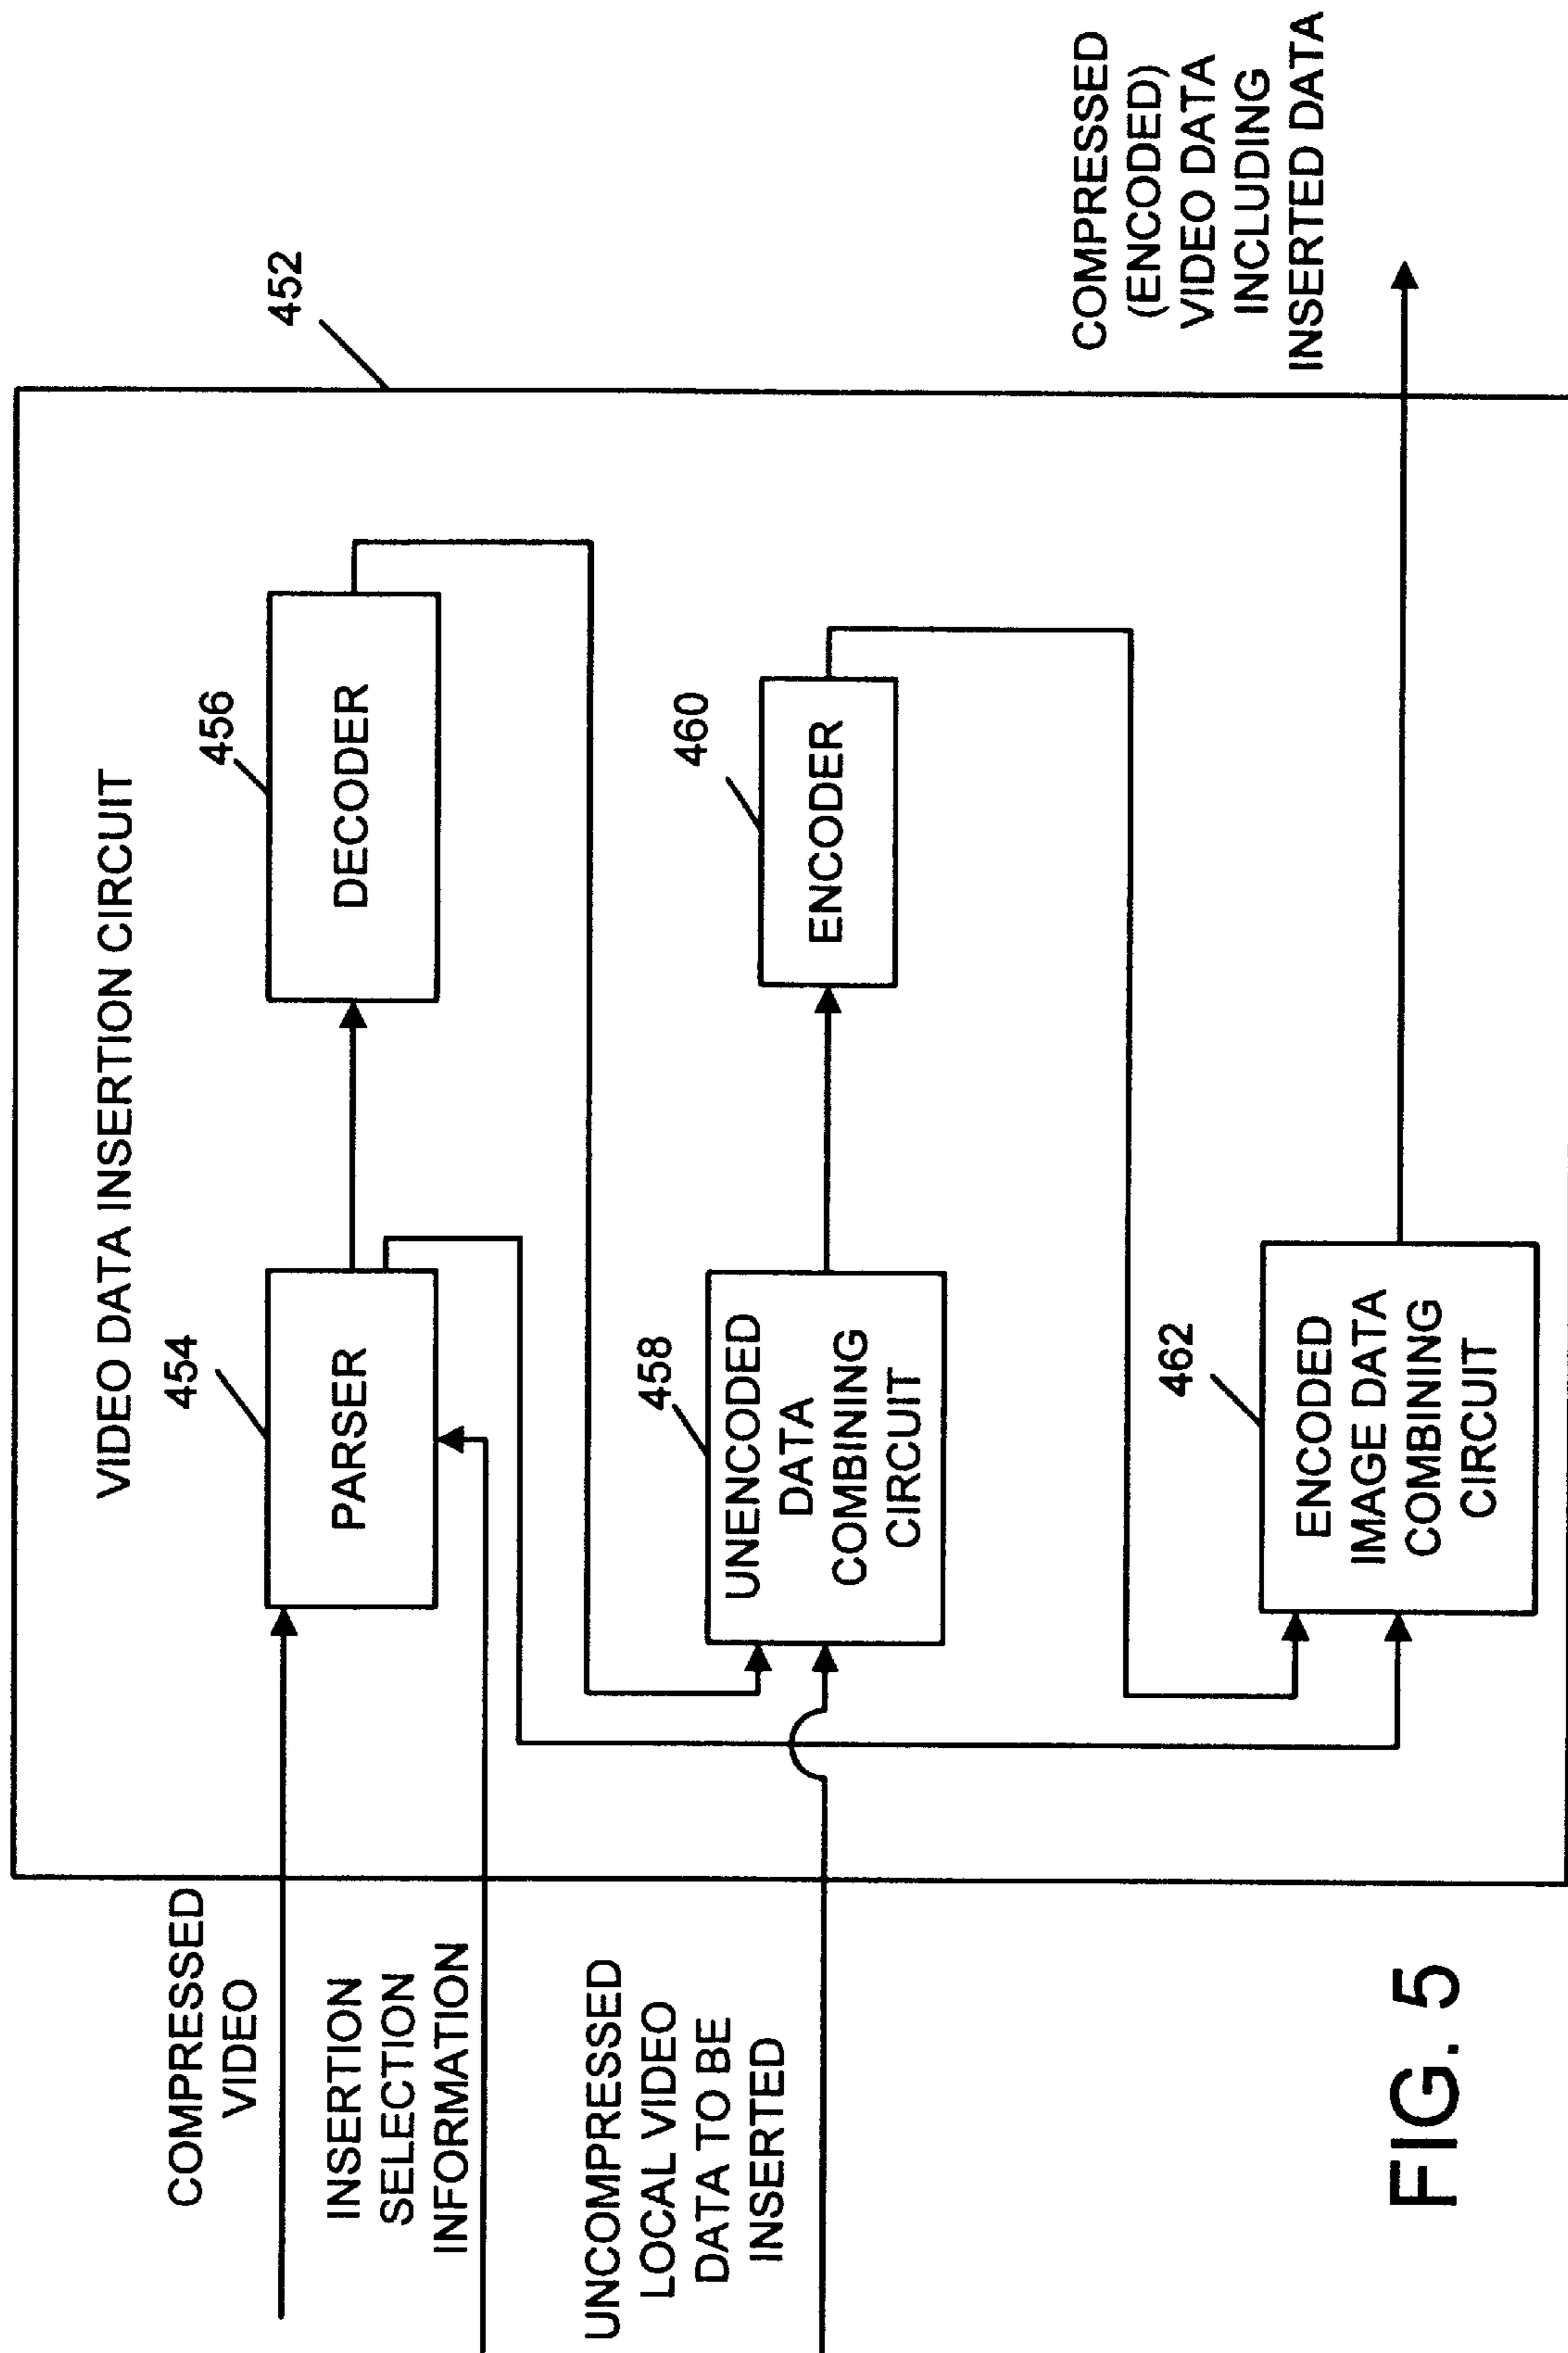 VIDEO DATA INSERTION CIRCUIT
452
COMPRESSED
VIDEO
INSERTION
SELECTION
INFORMATION
454
PARSER
456
DECODER
UNCOMPRESSED
LOCAL VIDEO
DATA TO BE
INSERTED
458
UNENCODED
DATA
COMBINING
CIRCUIT
460
ENCODER
462
ENCODED
IMAGE DATA
COMBINING
CIRCUIT
COMPRESSED
(ENCODED)
VIDEO DATA
INCLUDING
INSERTED DATA
FIG. 5